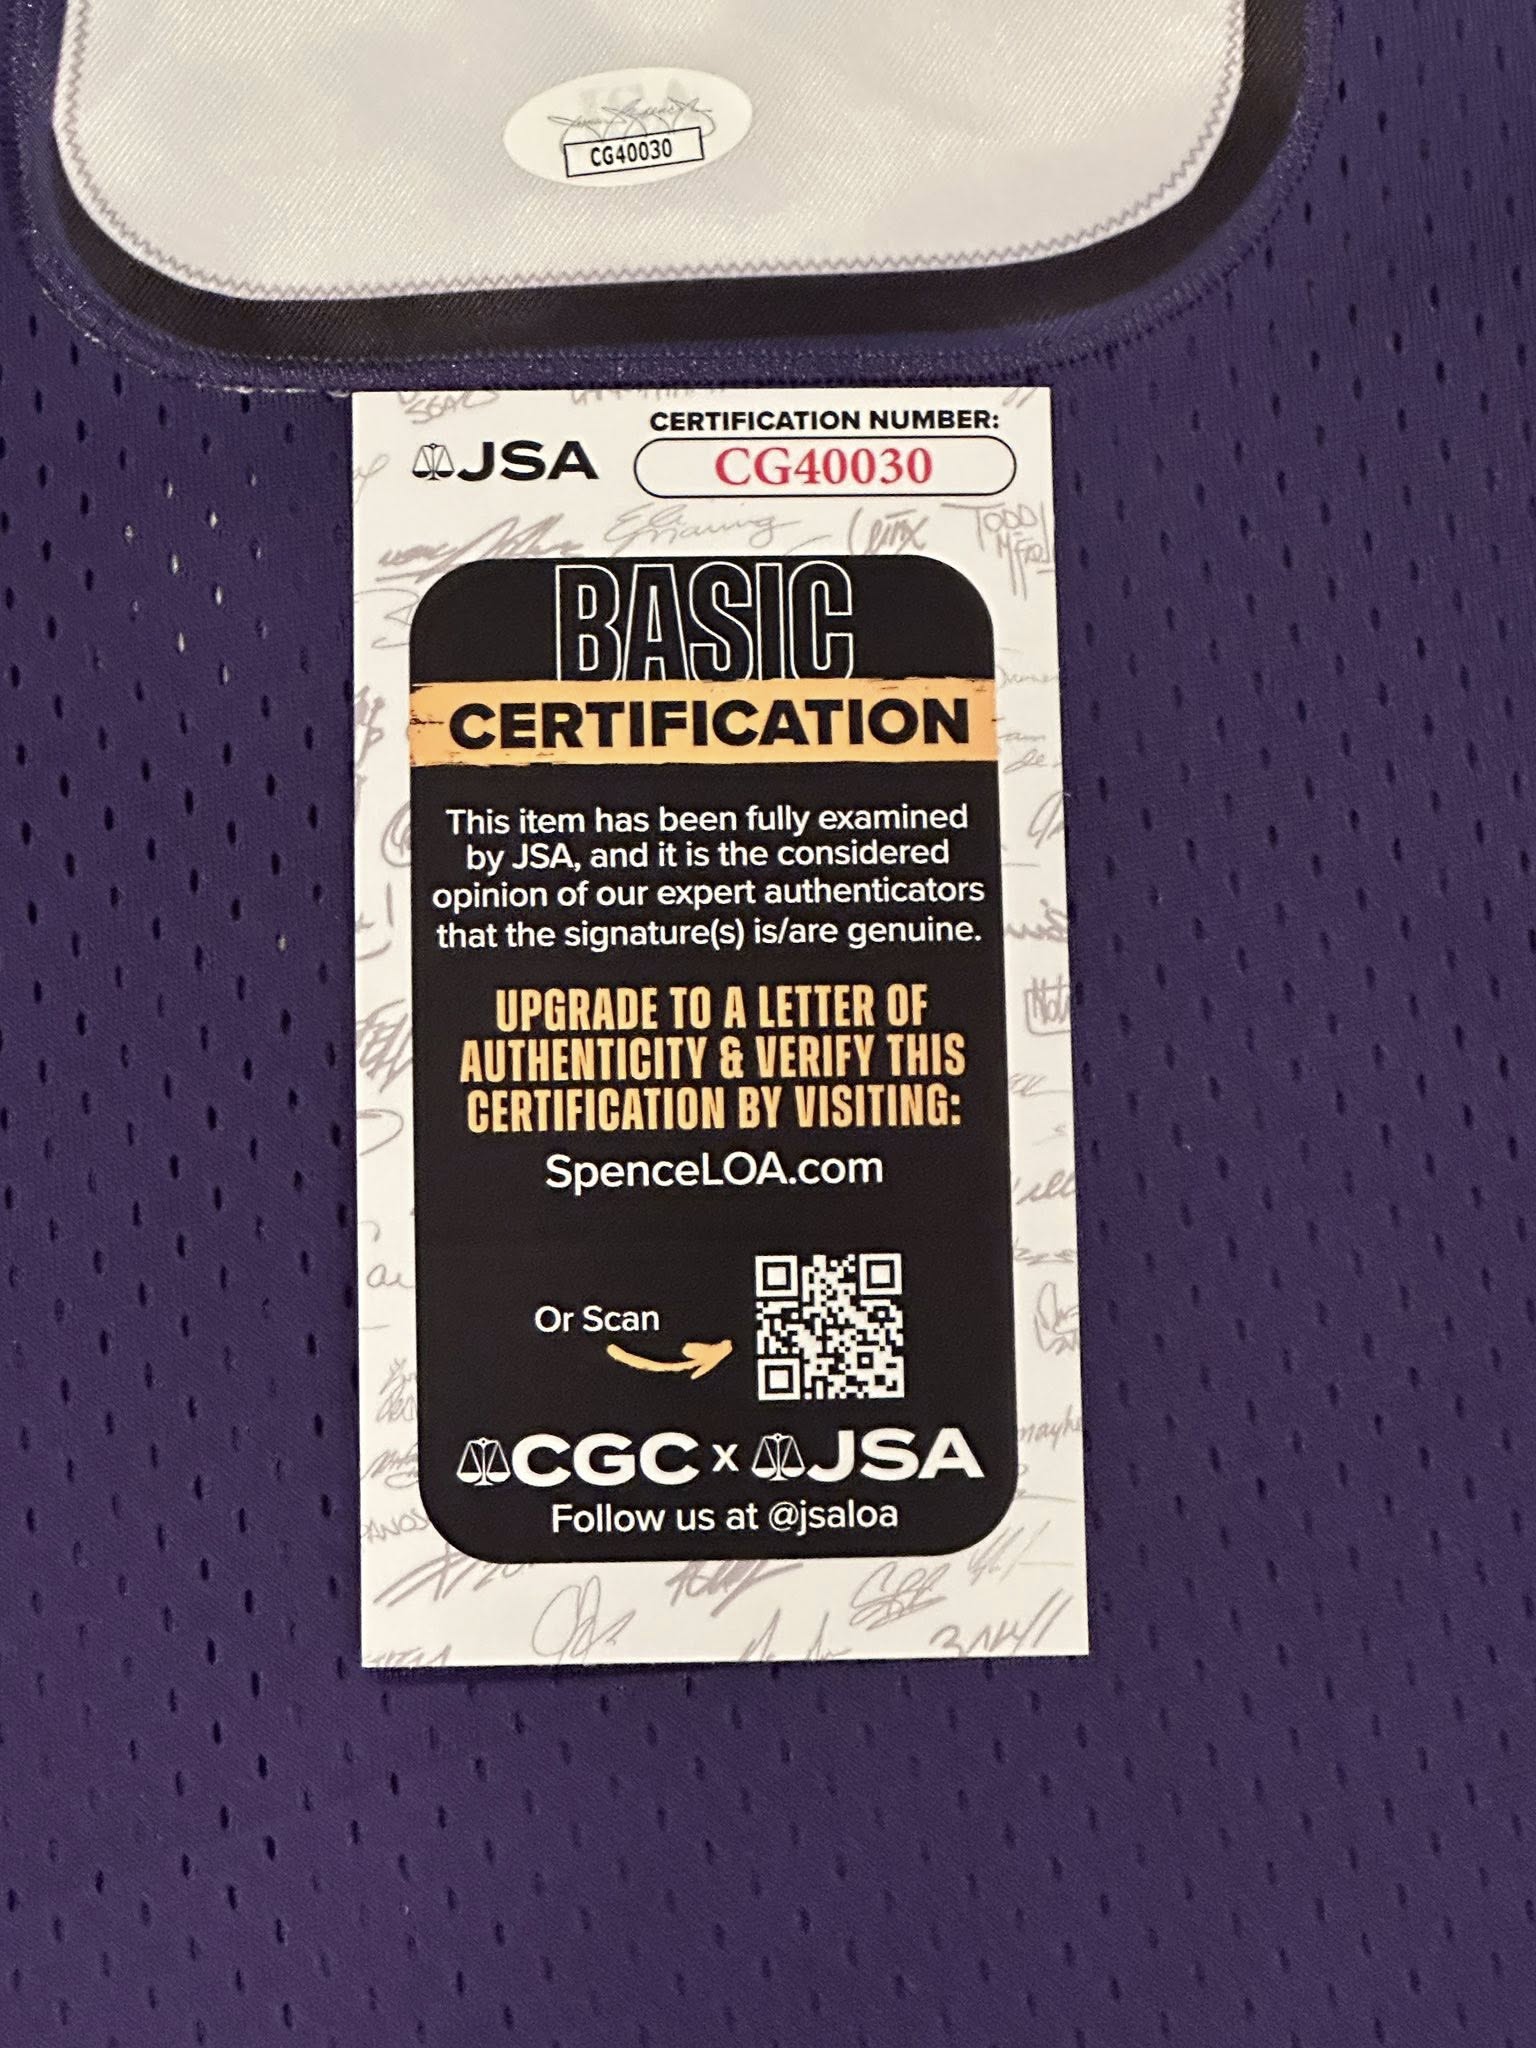 CG40030
JSA
CERTIFICATION NUMBER:
CG40030
BASIC
CERTIFICATION
This item has been fully examined
by JSA, and it is the considered
opinion of our expert authenticators
that the signature(s) is/are genuine.
UPGRADE TO A LETTER OF
AUTHENTICITY & VERIFY THIS
CERTIFICATION BY VISITING:
SpenceLOA.com
Or Scan
CGC x JSA
Follow us at @jsaloa